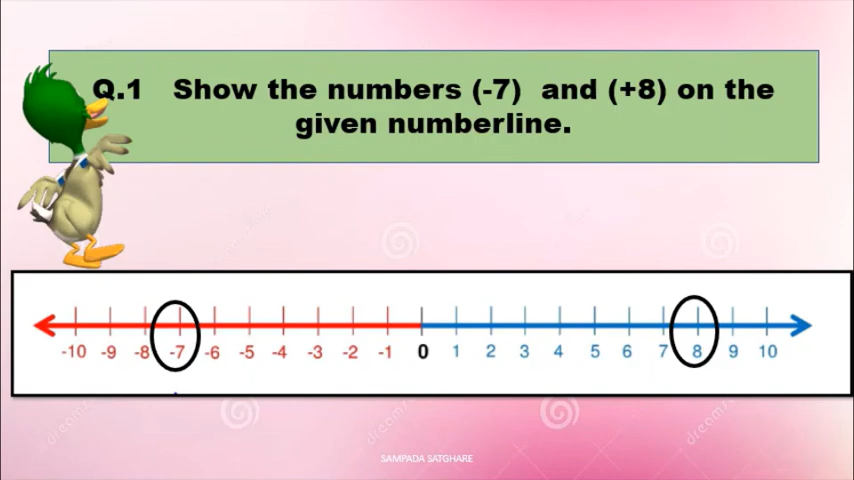 Q.1 Show the numbers (-7) and (+8) on the
given numberline.
-10 -9 -8 -7 -6 -5 -4 -3 -2 -1 0 1 2 3 4 5 6 7 8 9 10
SAMPADA SATGHARE